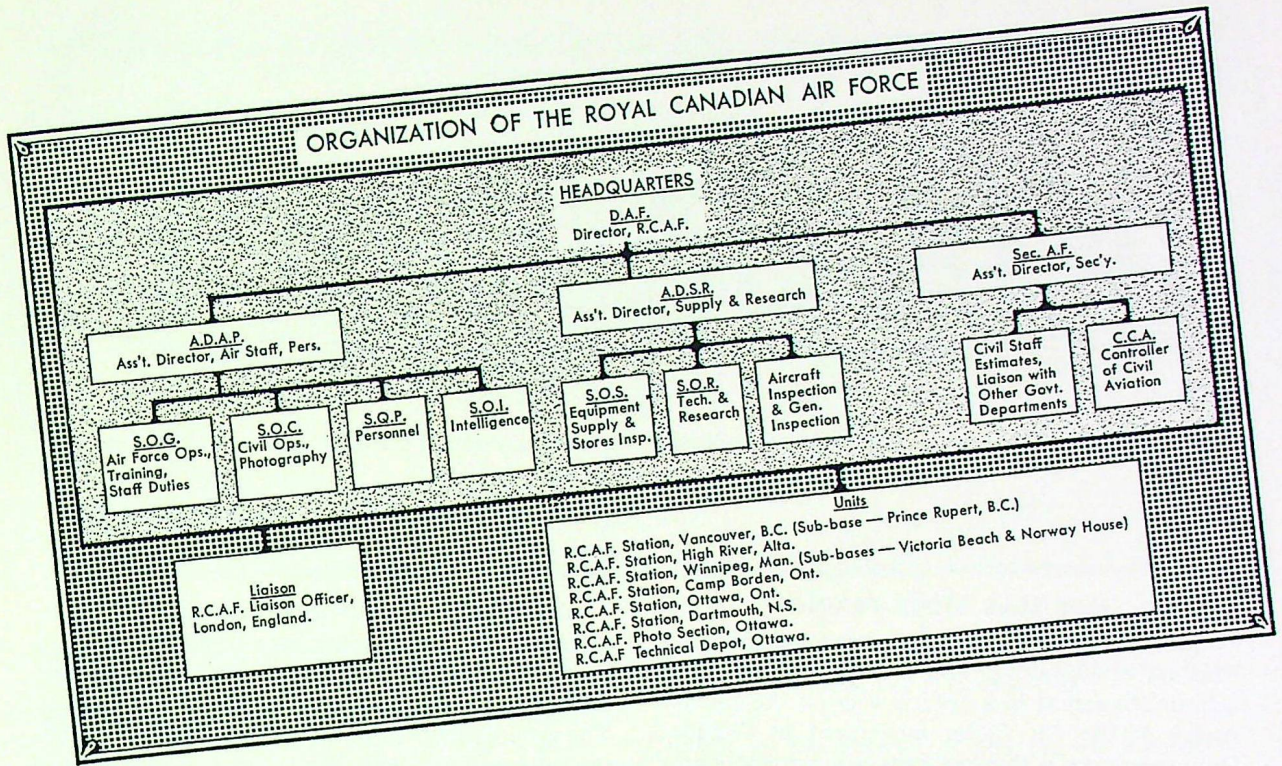 ORGANIZATION OF THE ROYAL CANADIAN AIR FORCE
HEADQUARTERS
D.A.F.
Director, R.C.A.F.
A.D.A.P.
Ass't. Director, Air Staff, Pers.
A.D.S.R.
Ass't. Director, Supply & Research
Sec. A.F.
Ass't. Director, Sec'y.
S.O.G.
Air Force Ops.,
Training,
Staff Duties
S.O.C.
Civil Ops.,
Photography
S.Q.P.
Personnel
S.O.I.
Intelligence
S.O.S.
Equipment
Supply &
Stores Insp.
S.O.R.
Tech. &
Research
Aircraft
Inspection
& Gen.
Inspection
Civil Staff
Estimates,
Liaison with
Other Govt.
Departments
C.C.A.
Controller
of Civil
Aviation
Liaison
R.C.A.F. Liaison Officer,
London, England.
Units
R.C.A.F. Station, Vancouver, B.C. (Sub-base — Prince Rupert, B.C.)
R.C.A.F. Station, High River, Alta.
R.C.A.F. Station, Winnipeg, Man. (Sub-bases — Victoria Beach & Norway House)
R.C.A.F. Station, Camp Borden, Ont.
R.C.A.F. Station, Ottawa, Ont.
R.C.A.F. Station, Dartmouth, N.S.
R.C.A.F. Photo Section, Ottawa.
R.C.A.F Technical Depot, Ottawa.